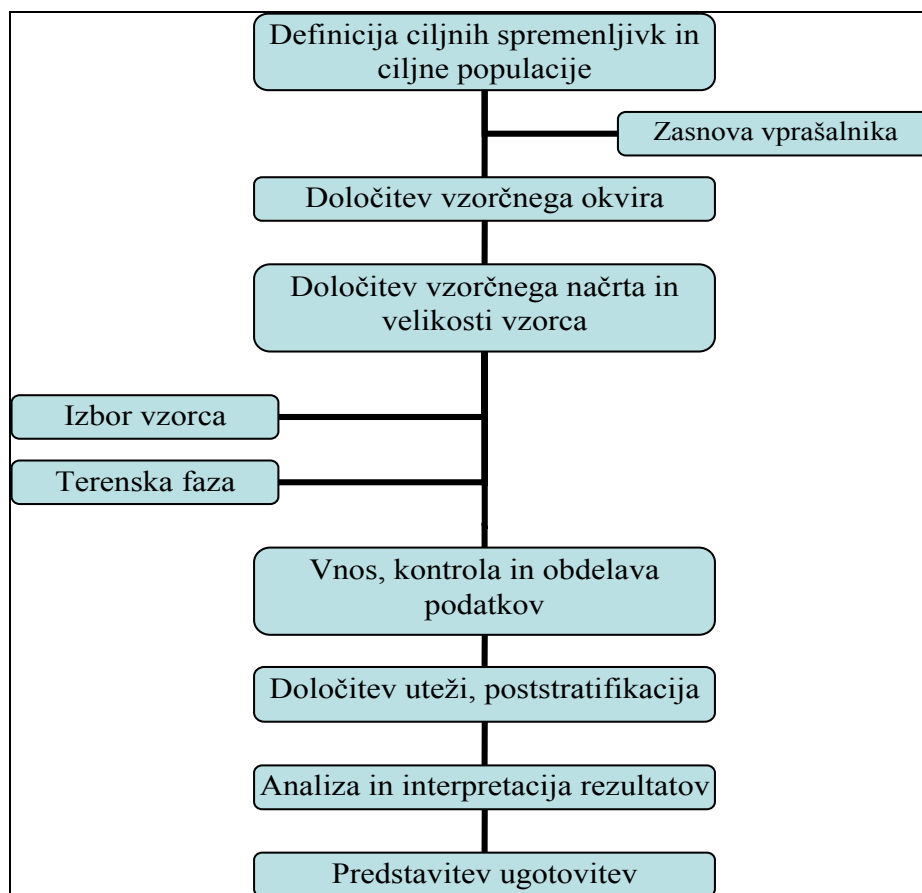 Definicija ciljnih spremenljivk in
ciljne populacije
Zasnova vprašalnika
Določitev vzorčnega okvira
Določitev vzorčnega načrta in
velikosti vzorca
Izbor vzorca
Terenska faza
Vnos, kontrola in obdelava
podatkov
Določitev uteži, poststratifikacija
Analiza in interpretacija rezultatov
Predstavitev ugotovitev